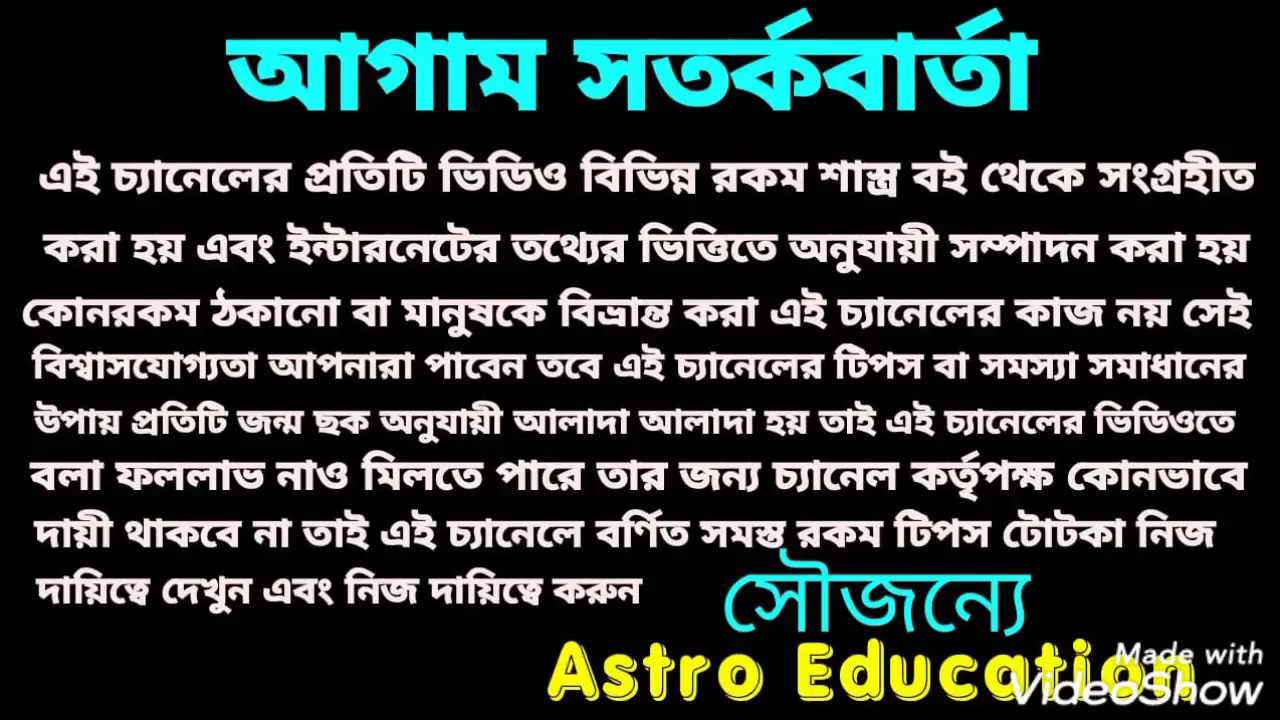 আগাম সতর্কবার্তা
এই চ্যানেলের প্রতিটি ভিডিও বিভিন্ন রকম শাস্ত্র বই থেকে সংগ্রহীত
করা হয় এবং ইন্টারনেটের তথ্যের ভিত্তিতে অনুযায়ী সম্পাদন করা হয়
কোনরকম ঠকানো বা মানুষকে বিভ্রান্ত করা এই চ্যানেলের কাজ নয় সেই
বিশ্বাসযোগ্যতা আপনারা পাবেন তবে এই চ্যানেলের টিপস বা সমস্যা সমাধানের
উপায় প্রতিটি জন্ম ছক অনুযায়ী আলাদা আলাদা হয় তাই এই চ্যানেলের ভিডিওতে
বলা ফললাভ নাও মিলতে পারে তার জন্য চ্যানেল কর্তৃপক্ষ কোনভাবে
দায়ী থাকবে না তাই এই চ্যানেলে বর্ণিত সমস্ত রকম টিপস টোটকা নিজ
দায়িত্বে দেখুন এবং নিজ দায়িত্বে করুন
সৌজন্যে
Astro Education
Made with
VideoShow